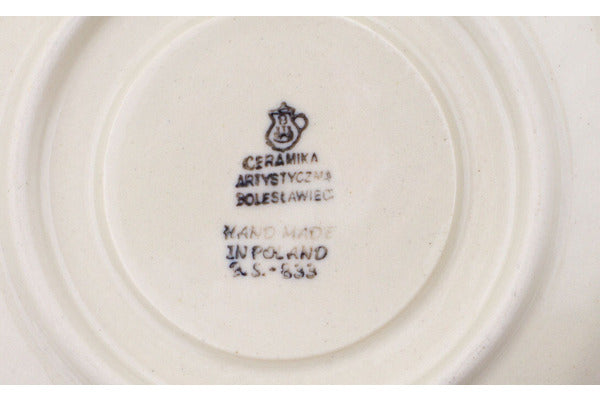 CERAMIKA
ARTYSTYCZNA
BOLESŁAWIEC
HAND MADE
IN POLAND